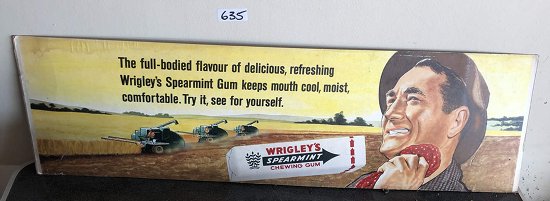 635
The full-bodied flavour of delicious, refreshing
Wrigley's Spearmint Gum keeps mouth cool, moist,
comfortable. Try it, see for yourself.
WRIGLEY'S
SPEARMINT
CHEWING GUM